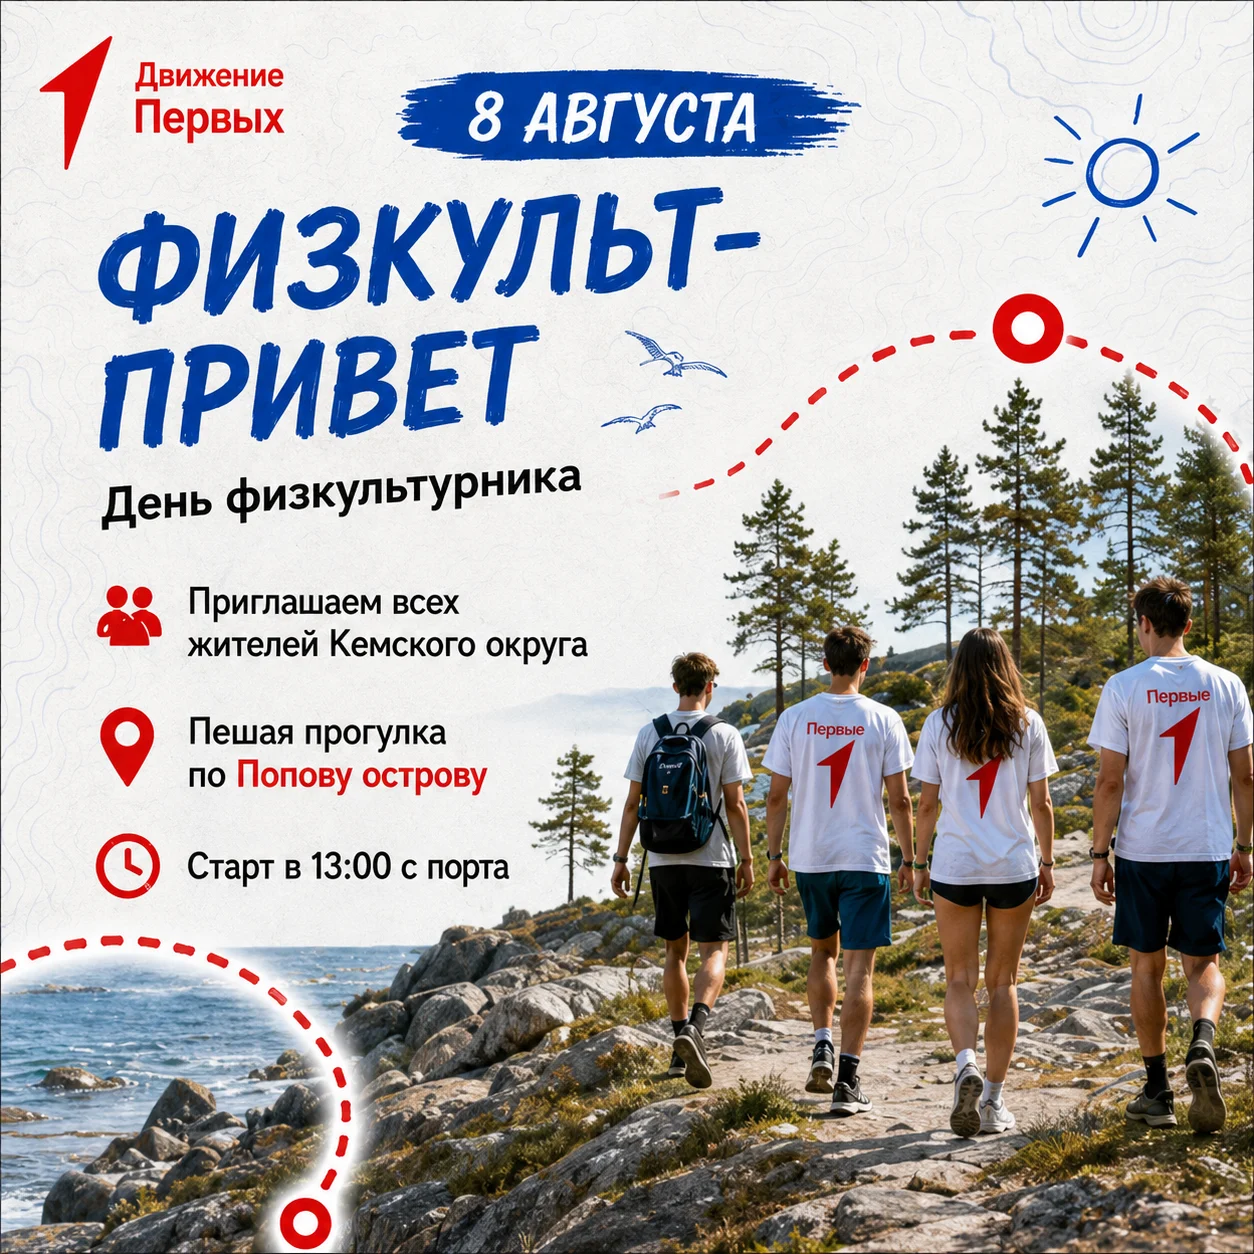 Движение
Первых
8 АВГУСТА
ФИЗКУЛЬТ-
ПРИВЕТ
День физкультурника
Приглашаем всех
жителей Кемского округа
Пешая прогулка
по Попову острову
Старт в 13:00 с порта
Первые
Первые